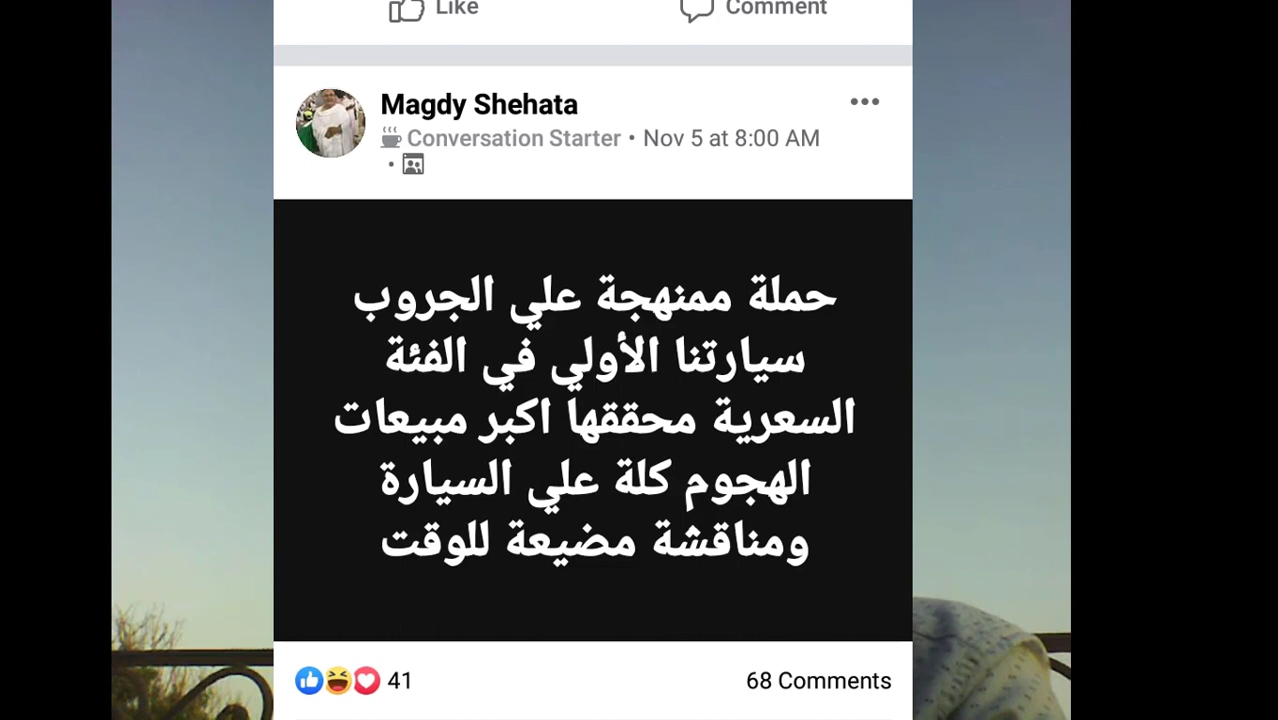 Like
Comment
Magdy Shehata
Conversation Starter • Nov 5 at 8:00 AM
•
حملة ممنهجة علي الجروب
سيارتنا الأولي في الفئة
السعرية محققها اكبر مبيعات
الهجوم كلة علي السيارة
ومناقشة مضيعة للوقت
41
68 Comments